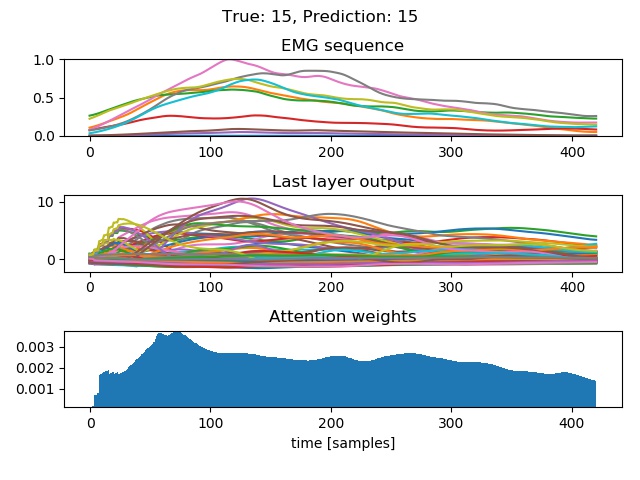 True: 15, Prediction: 15
EMG sequence
1.0
0.5
0.0
0 100 200 300 400
Last layer output
10
0
0 100 200 300 400
Attention weights
0.003
0.002
0.001
0 100 200 300 400
time [samples]